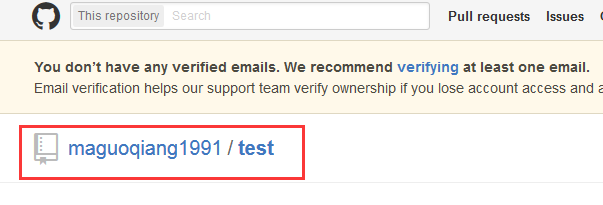 This repository Search Pull requests Issues
You don't have any verified emails. We recommend verifying at least one email.
Email verification helps our support team verify ownership if you lose account access and a
maguoqiang1991 / test